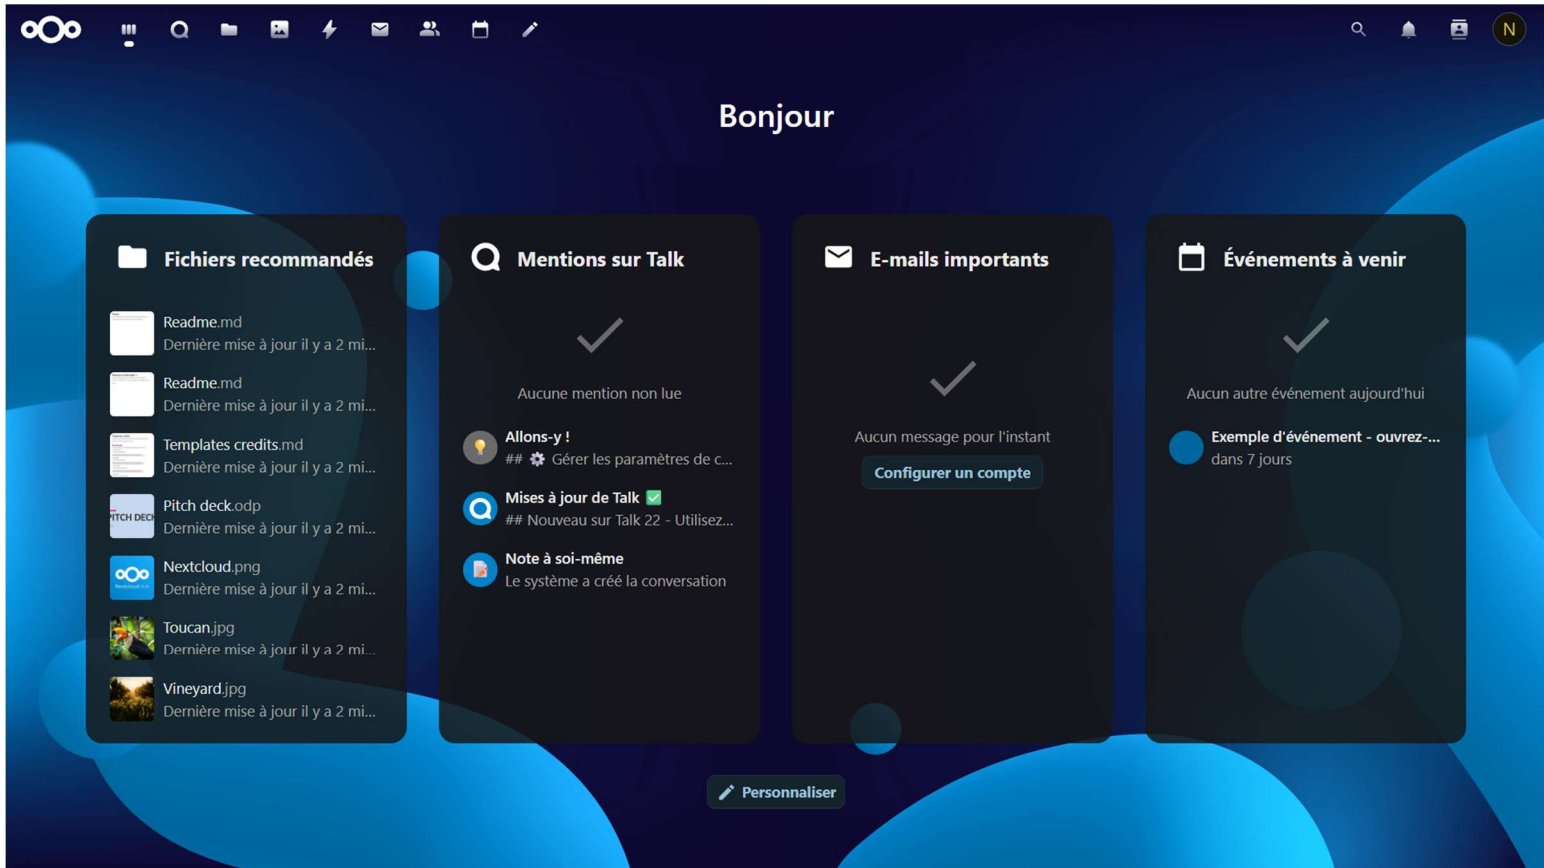 N
Bonjour
Fichiers recommandés
Readme.md
Dernière mise à jour il y a 2 mi...
Readme.md
Dernière mise à jour il y a 2 mi...
Templates credits.md
Dernière mise à jour il y a 2 mi...
PITCH DECK
Pitch deck.odp
Dernière mise à jour il y a 2 mi...
Nextcloud.png
Dernière mise à jour il y a 2 mi...
Toucan.jpg
Dernière mise à jour il y a 2 mi...
Vineyard.jpg
Dernière mise à jour il y a 2 mi...
Mentions sur Talk
Aucune mention non lue
Allons-y !
## ⚙️ Gérer les paramètres de c...
Mises à jour de Talk ✅
## Nouveau sur Talk 22 - Utilisez...
Note à soi-même
Le système a créé la conversation
E-mails importants
Aucun message pour l'instant
Configurer un compte
Événements à venir
Aucun autre événement aujourd'hui
Exemple d'événement - ouvrez-...
dans 7 jours
Personnaliser